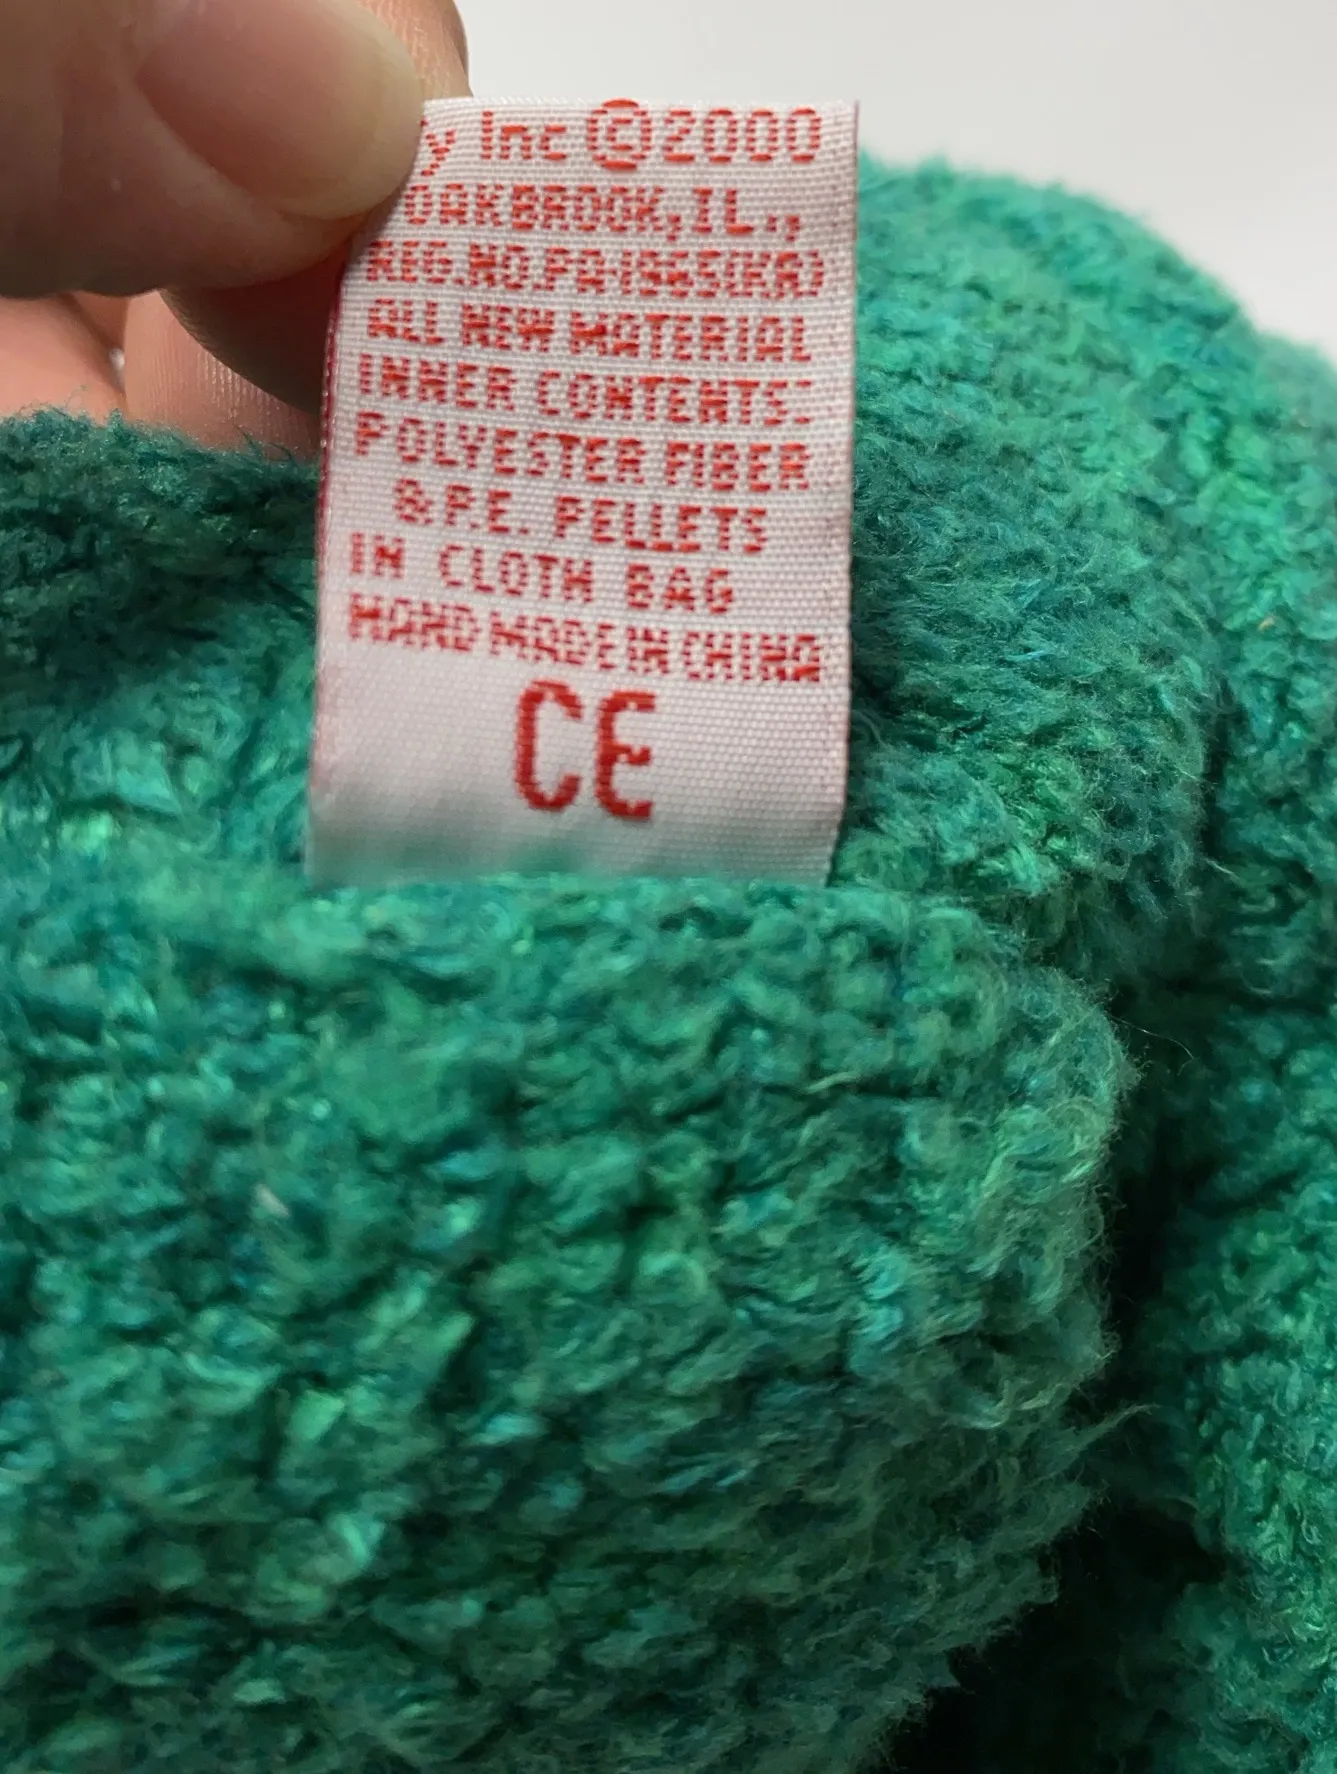 y Inc ©2000
OAKBROOK,IL.,
REG.NO.PA-1965(KR)
ALL NEW MATERIAL
INNER CONTENTS:
POLYESTER FIBER
& P.E. PELLETS
IN CLOTH BAG
HAND MADE IN CHINA
CE